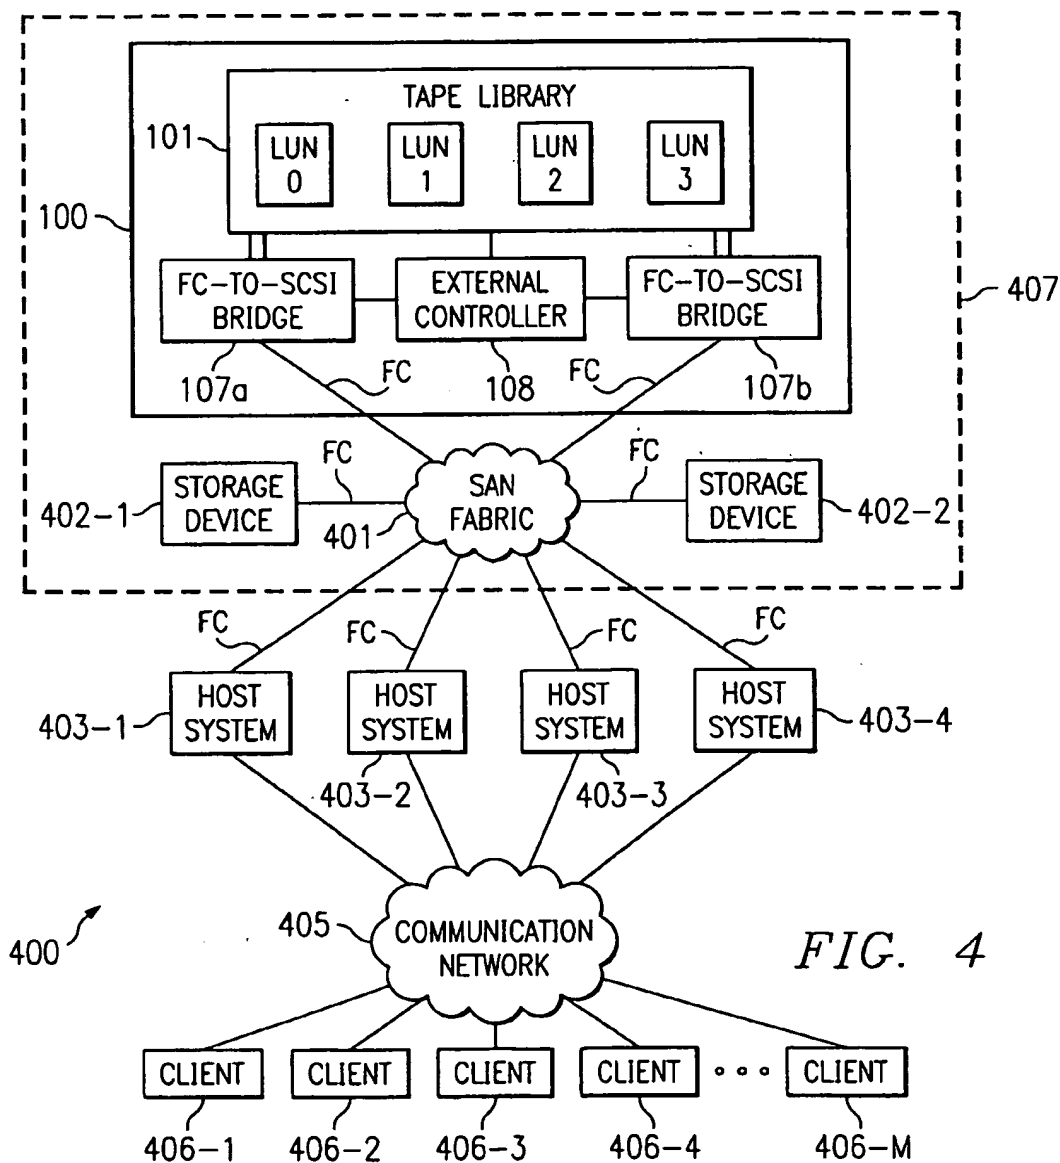 TAPE LIBRARY
101
LUN
0
LUN
1
LUN
2
LUN
3
100
FC-TO-SCSI
BRIDGE
EXTERNAL
CONTROLLER
FC-TO-SCSI
BRIDGE
407
107a
FC
108
FC
107b
STORAGE
DEVICE
402-1
FC
401
SAN
FABRIC
FC
STORAGE
DEVICE
402-2
FC
FC
FC
FC
HOST
SYSTEM
403-1
HOST
SYSTEM
403-2
HOST
SYSTEM
403-3
HOST
SYSTEM
403-4
400
405
COMMUNICATION
NETWORK
FIG. 4
CLIENT
CLIENT
CLIENT
CLIENT
CLIENT
406-1
406-2
406-3
406-4
406-M